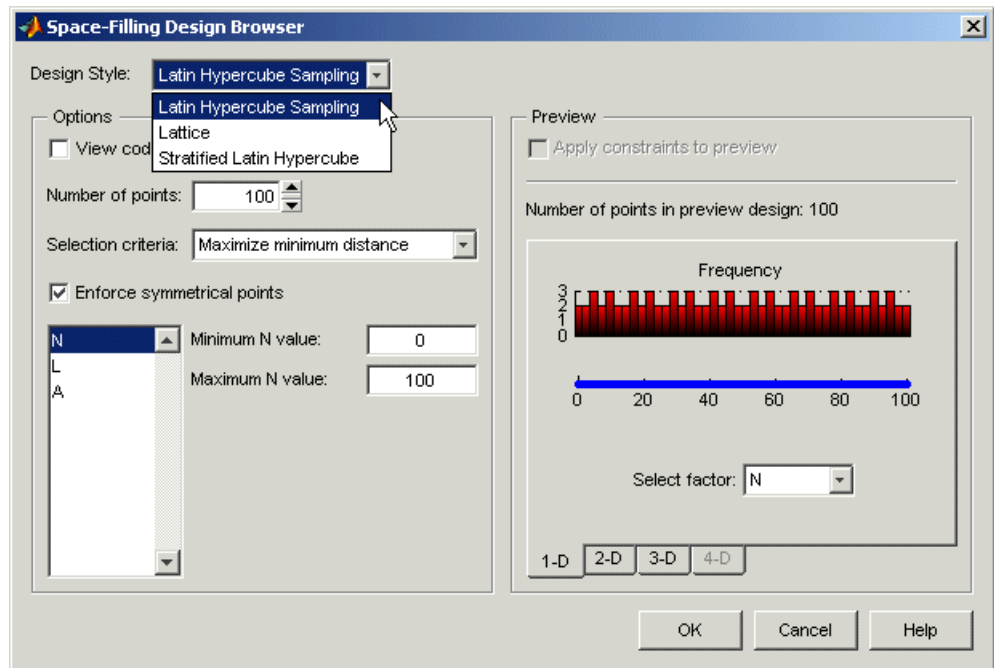 Space-Filling Design Browser
Design Style: Latin Hypercube Sampling
Latin Hypercube Sampling
Lattice
Stratified Latin Hypercube
Options
View cod
Number of points: 100
Selection criteria: Maximize minimum distance
Enforce symmetrical points
N
L
A
Minimum N value: 0
Maximum N value: 100
Preview
Apply constraints to preview
Number of points in preview design: 100
Frequency
3
2
1
0
0 20 40 60 80 100
Select factor: N
1-D 2-D 3-D 4-D
OK Cancel Help